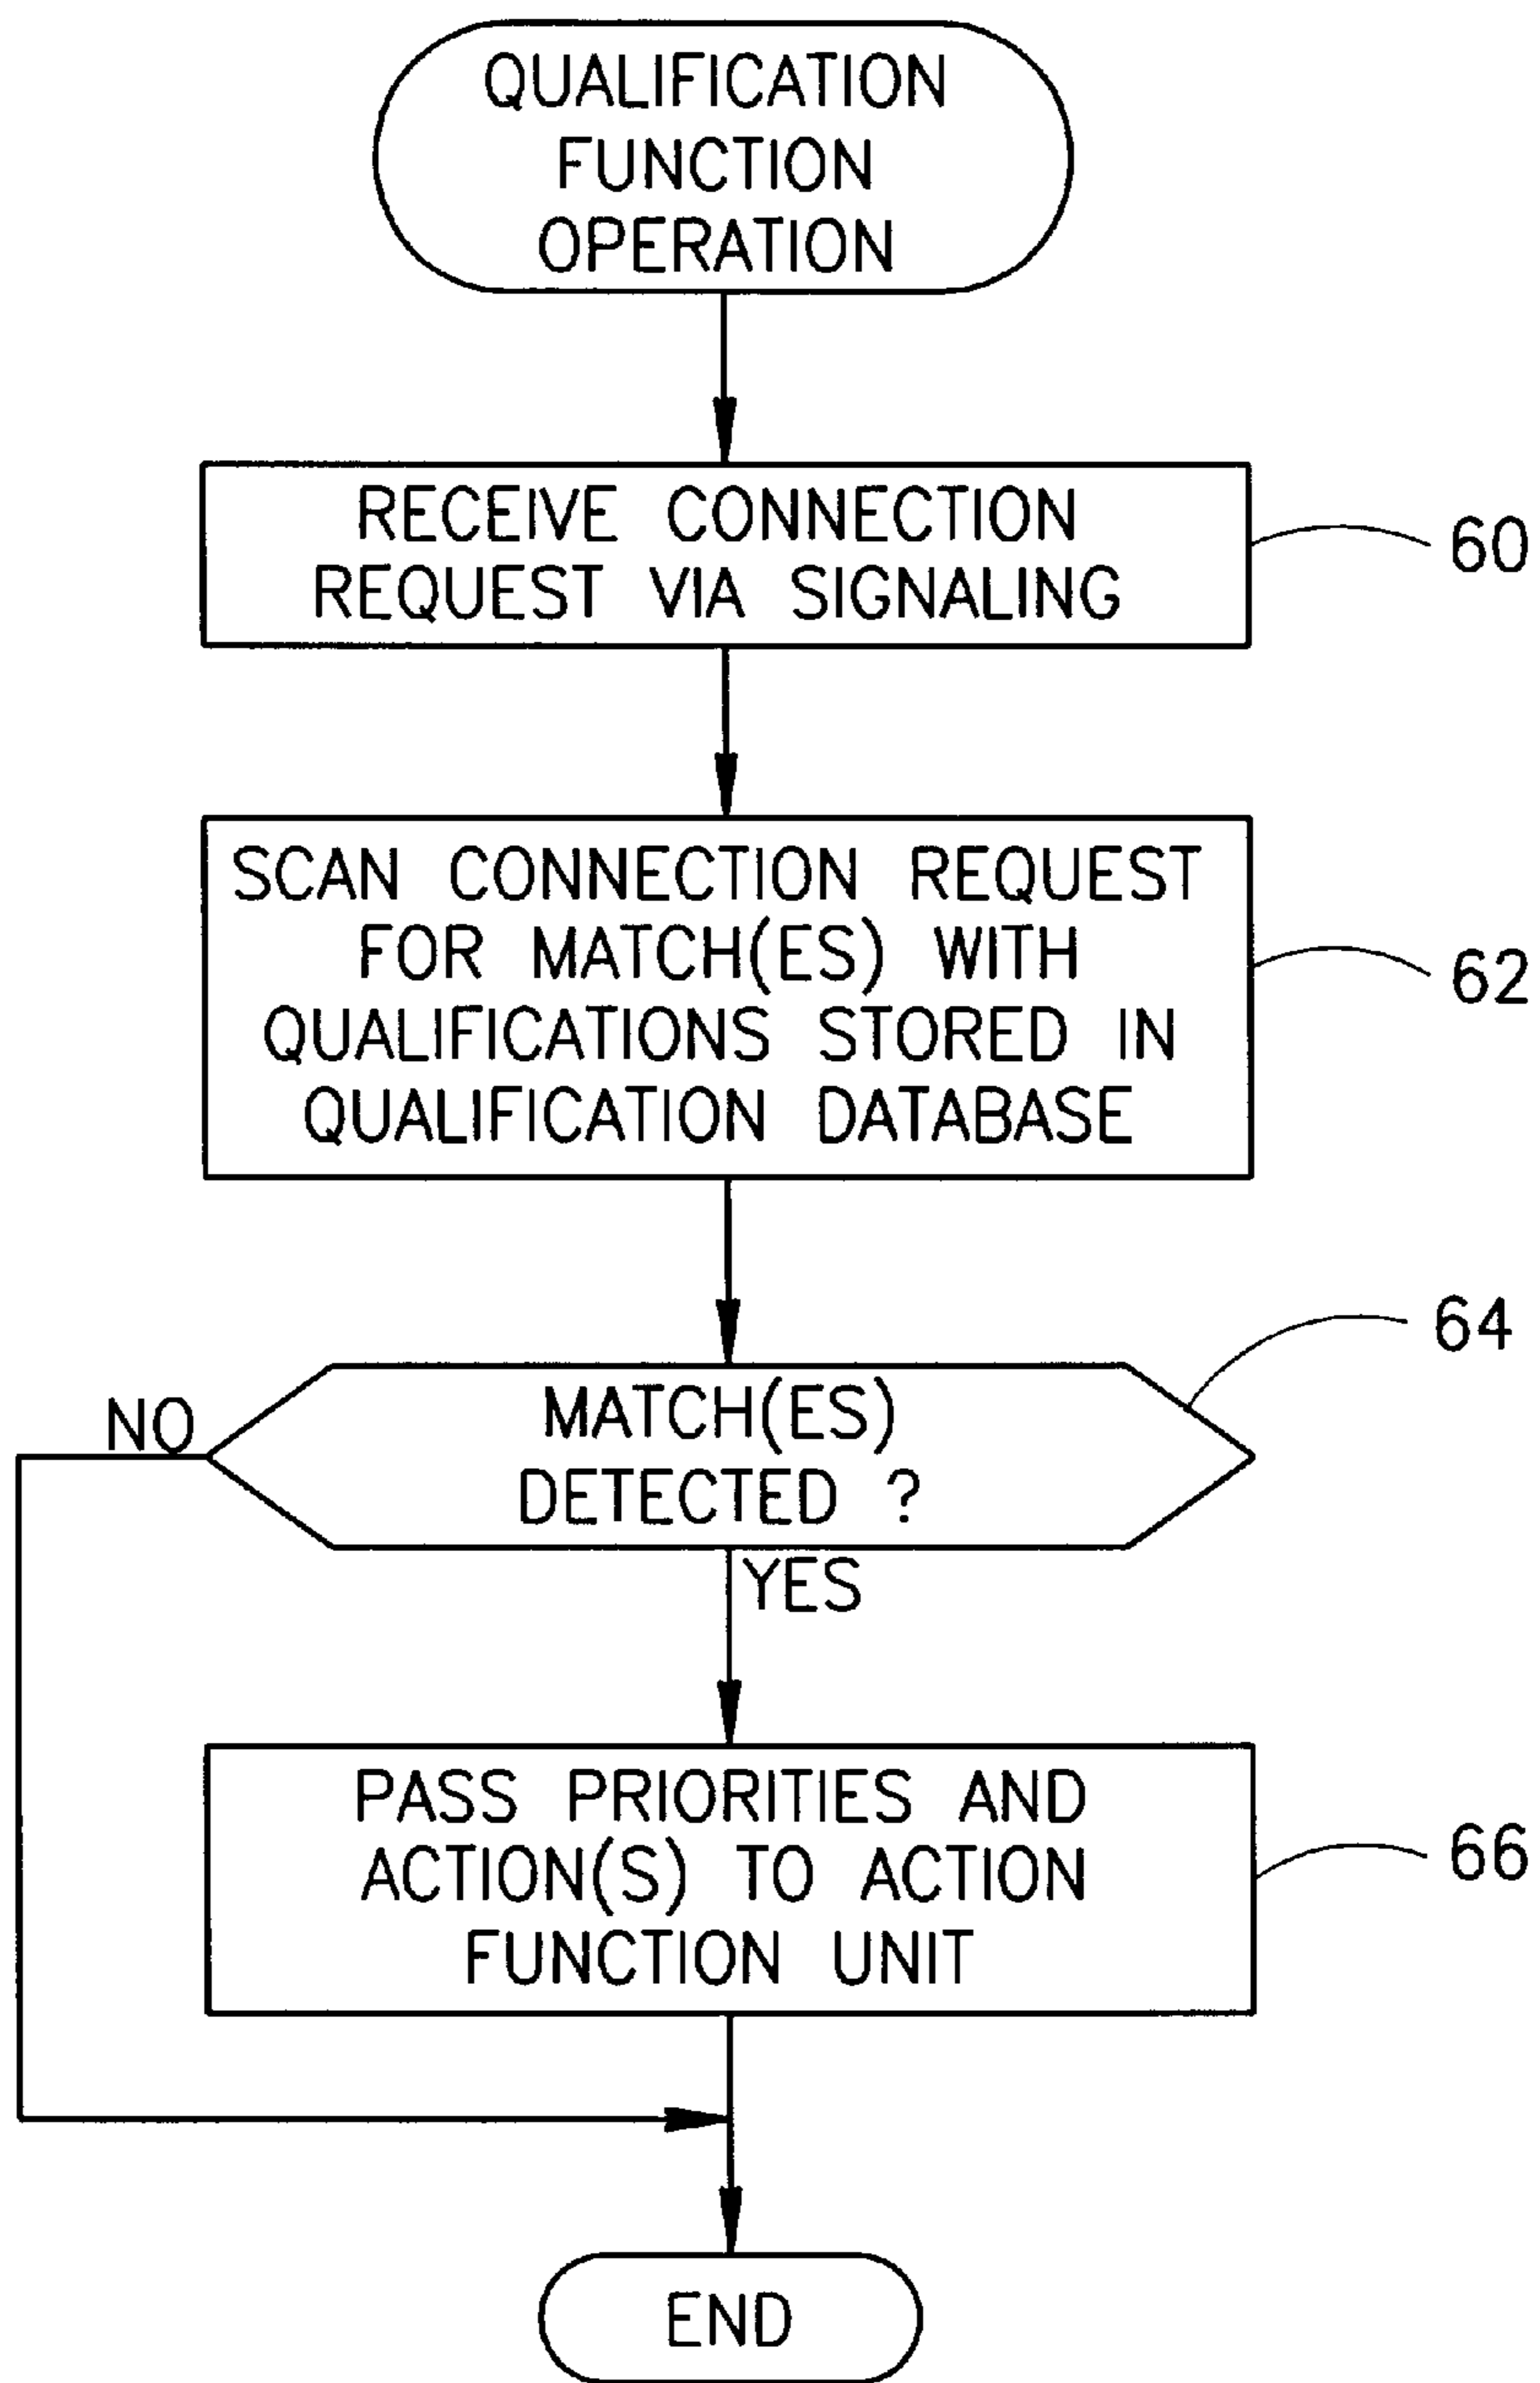 QUALIFICATION
FUNCTION
OPERATION
RECEIVE CONNECTION
REQUEST VIA SIGNALING
60
SCAN CONNECTION REQUEST
FOR MATCH(ES) WITH
QUALIFICATIONS STORED IN
QUALIFICATION DATABASE
62
64
NO
MATCH(ES)
DETECTED ?
YES
PASS PRIORITIES AND
ACTION(S) TO ACTION
FUNCTION UNIT
66
END